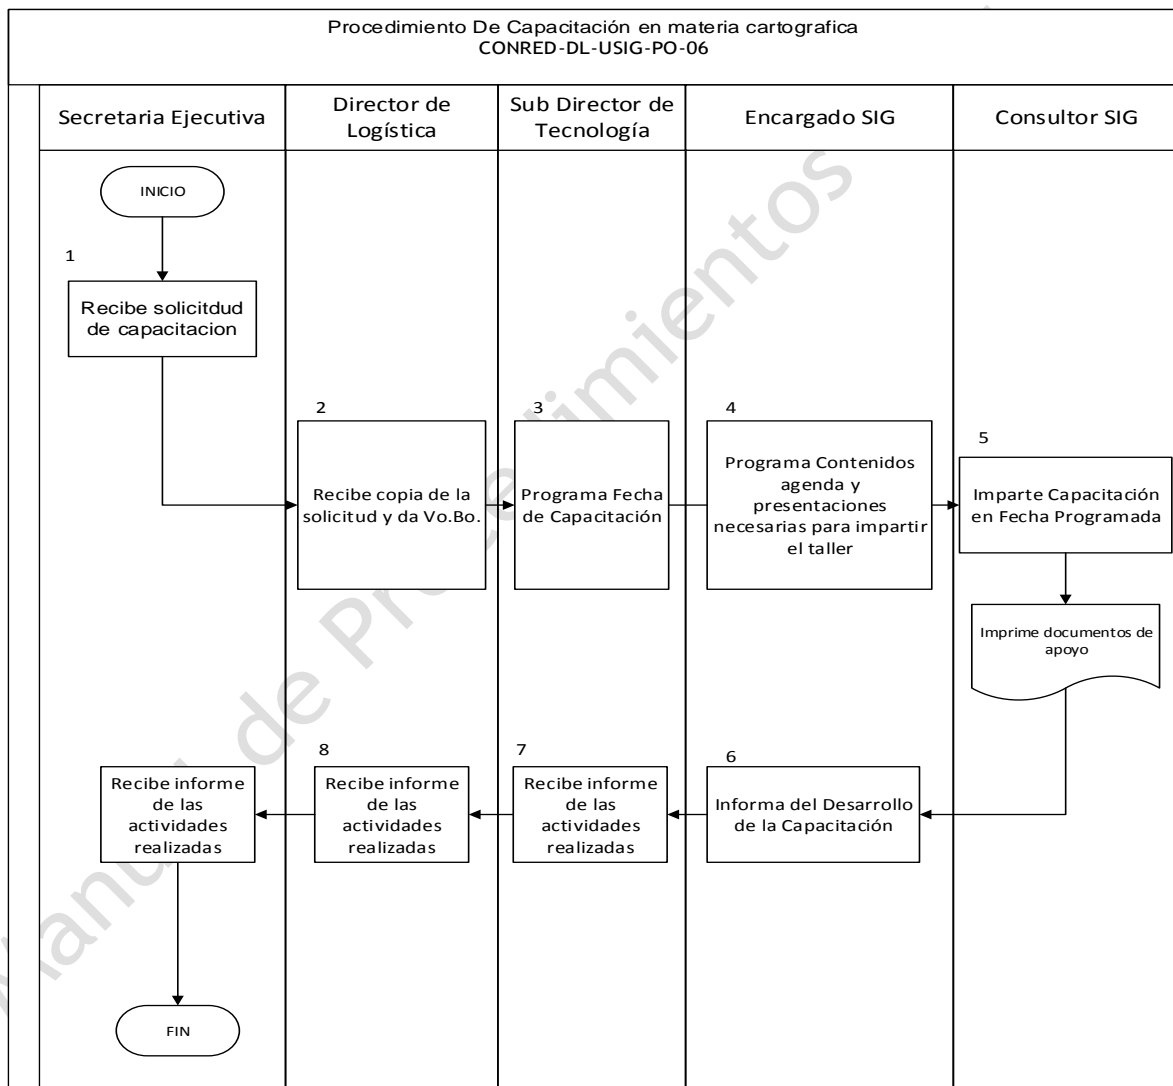 Procedimiento De Capacitación en materia cartografica
CONRED-DL-USIG-PO-06
Secretaria Ejecutiva
Director de
Logística
Sub Director de
Tecnología
Encargado SIG
Consultor SIG
INICIO
1
Recibe solicitdud
de capacitacion
2
Recibe copia de la
solicitud y da Vo.Bo.
3
Programa Fecha
de Capacitación
4
Programa Contenidos
agenda y
presentaciones
necesarias para impartir
el taller
5
Imparte Capacitación
en Fecha Programada
Imprime documentos de
apoyo
6
Informa del Desarrollo
de la Capacitación
7
Recibe informe
de las
actividades
realizadas
8
Recibe informe
de las
actividades
realizadas
Recibe informe
de las
actividades
realizadas
FIN
Manual de Procedimientos